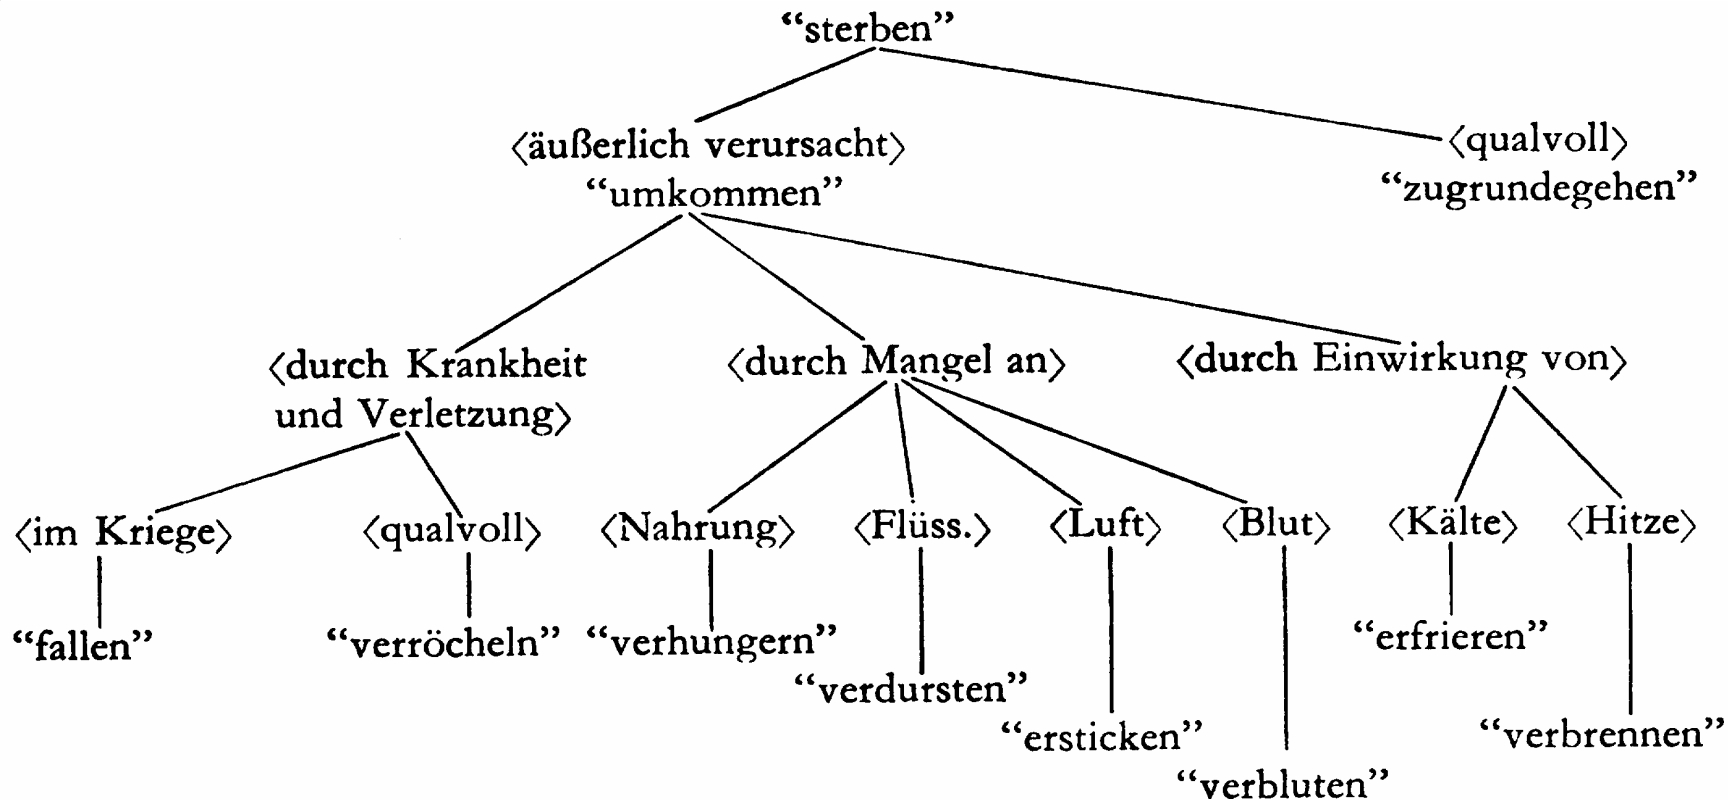 “sterben”
⟨äußerlich verursacht⟩ ⟨qualvoll⟩
“umkommen” “zugrundegehen”
⟨durch Krankheit ⟨durch Mangel an⟩ ⟨durch Einwirkung von⟩
und Verletzung⟩
⟨im Kriege⟩ ⟨qualvoll⟩ ⟨Nahrung⟩ ⟨Flüss.⟩ ⟨Luft⟩ ⟨Blut⟩ ⟨Kälte⟩ ⟨Hitze⟩
“fallen” “verröcheln” “verhungern” “erfrieren”
“verdursten”
“ersticken” “verbrennen”
“verbluten”